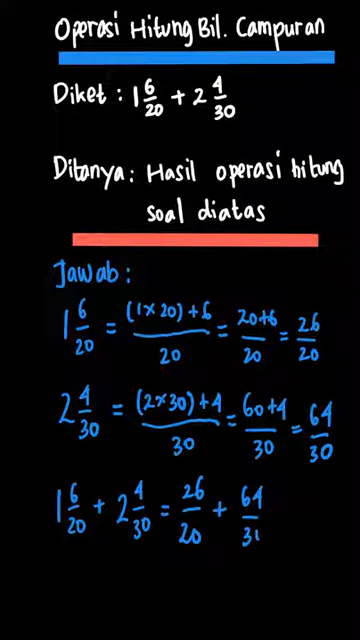 Operasi Hitung Bil. Campuran
Diket : 1 6/20 + 2 4/30
Ditanya : Hasil operasi hitung
soal diatas
Jawab :
1 6/20 = (1 x 20) + 6/20 = 20+6/20 = 26/20
2 4/30 = (2 x 30) + 4/30 = 60+4/30 = 64/30
1 6/20 + 2 4/30 = 26/20 + 64/31